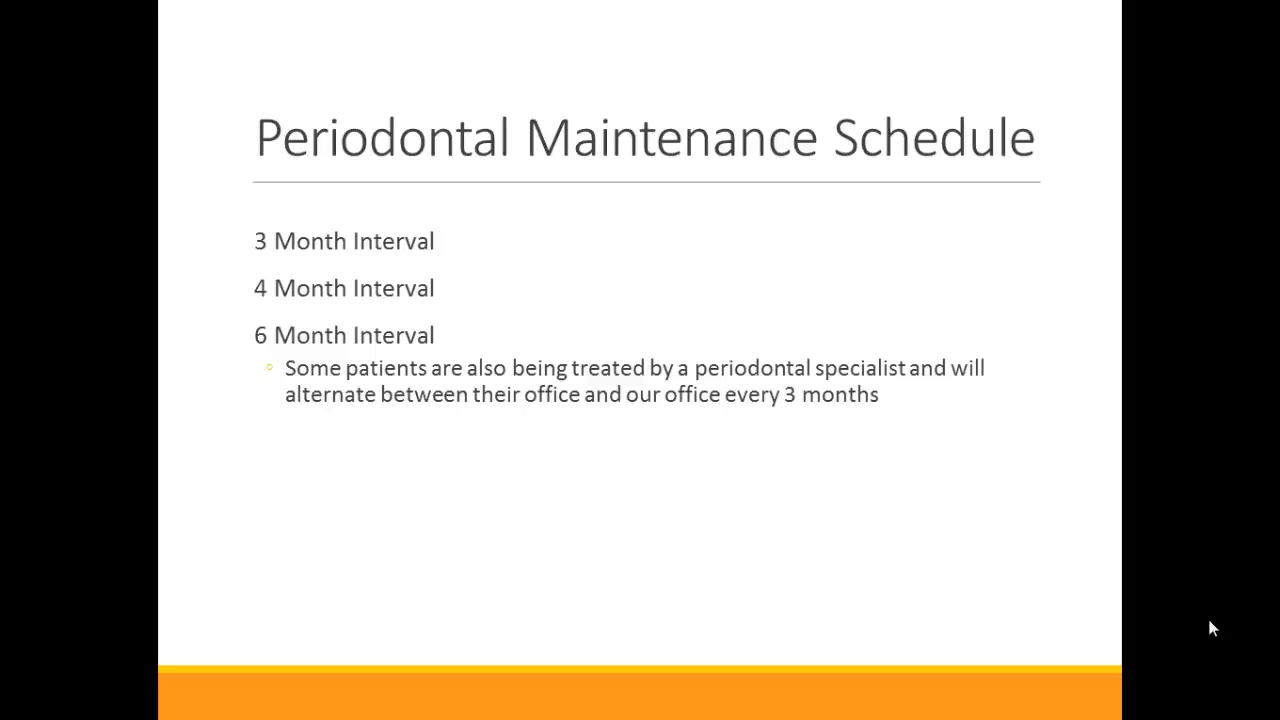 Periodontal Maintenance Schedule
3 Month Interval
4 Month Interval
6 Month Interval
Some patients are also being treated by a periodontal specialist and will
alternate between their office and our office every 3 months